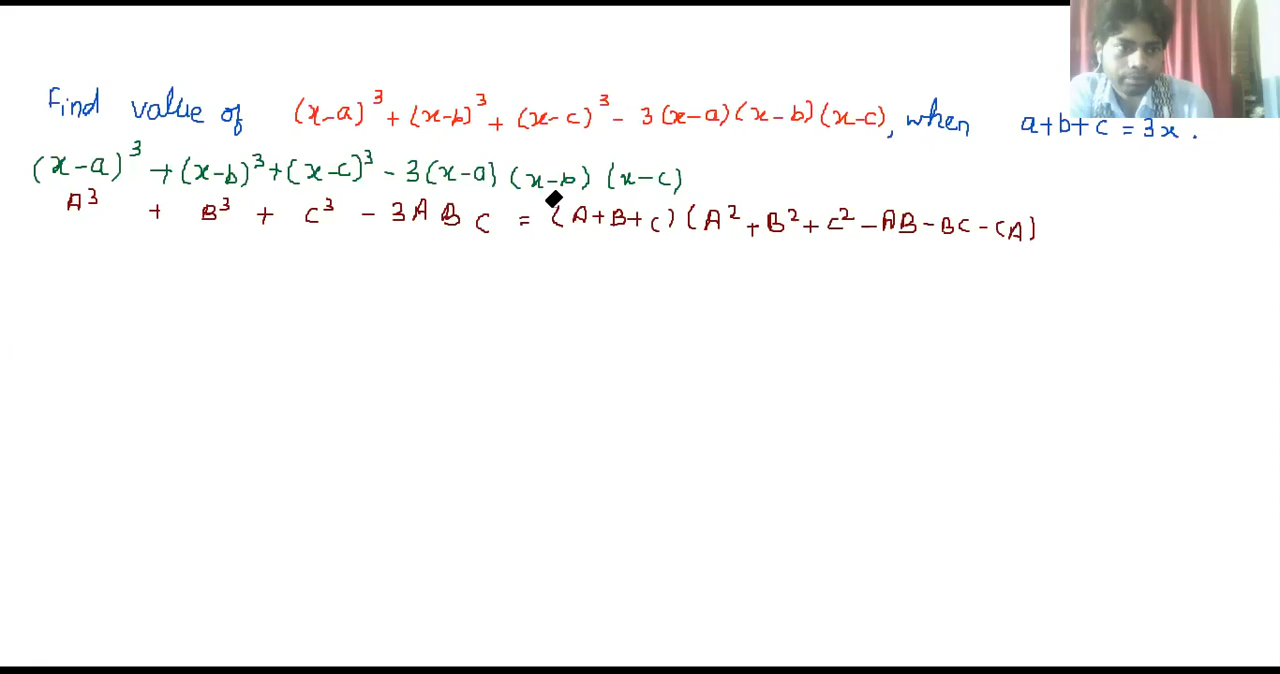 Find value of (x-a)³ + (x-b)³ + (x-c)³ - 3(x-a)(x-b)(x-c), when a+b+c = 3x.
(x-a)³ + (x-b)³ + (x-c)³ - 3(x-a) (x-b) (x-c)
A³ + B³ + C³ - 3ABC = (A+B+C) (A² + B² + C² - AB - BC - CA)